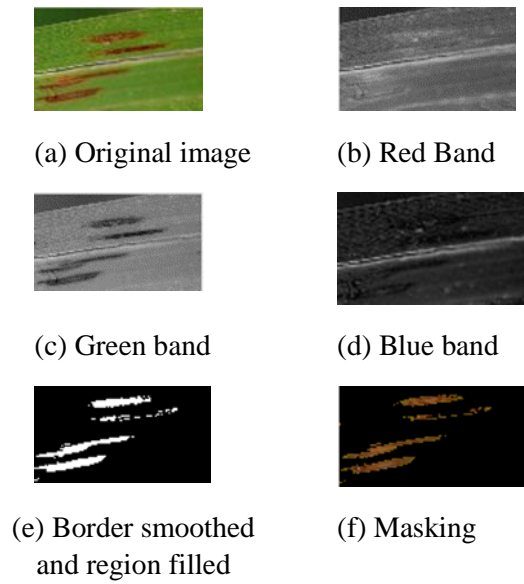 (a) Original image
(b) Red Band
(c) Green band
(d) Blue band
(e) Border smoothed
and region filled
(f) Masking